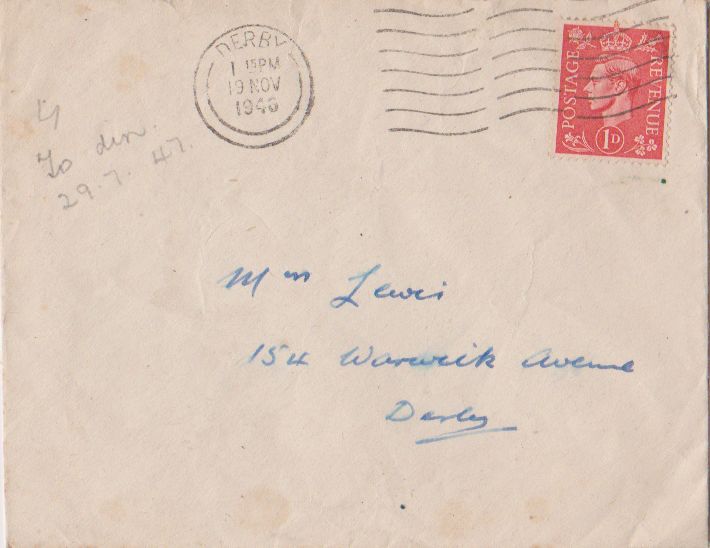 DERBY
1 15PM
19 NOV
1946
POSTAGE REVENUE
1D
To din.
29.7.47.
Mrs Lewis
154 Warwick Avenue
Derby